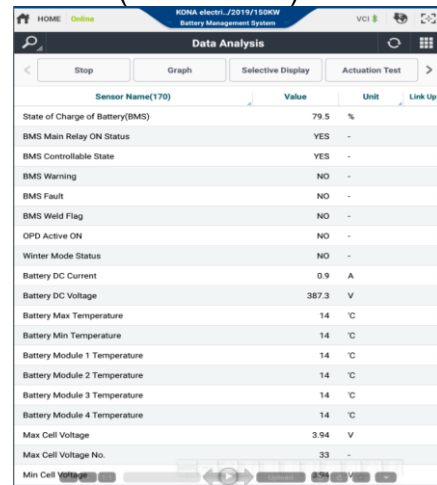 HOME Online KONA electri../2019/150KW VCI
Battery Management System
Data Analysis
Stop Graph Selective Display Actuation Test
Sensor Name(170) Value Unit Link Up
State of Charge of Battery(BMS) 79.5 %
BMS Main Relay ON Status YES -
BMS Controllable State YES -
BMS Warning NO -
BMS Fault NO -
BMS Weld Flag NO -
OPD Active ON NO -
Winter Mode Status NO -
Battery DC Current 0.9 A
Battery DC Voltage 387.3 V
Battery Max Temperature 14 'C
Battery Min Temperature 14 'C
Battery Module 1 Temperature 14 'C
Battery Module 2 Temperature 14 'C
Battery Module 3 Temperature 14 'C
Battery Module 4 Temperature 14 'C
Max Cell Voltage 3.94 V
Max Cell Voltage No. 33 -
Min Cell Voltage 3.94 V